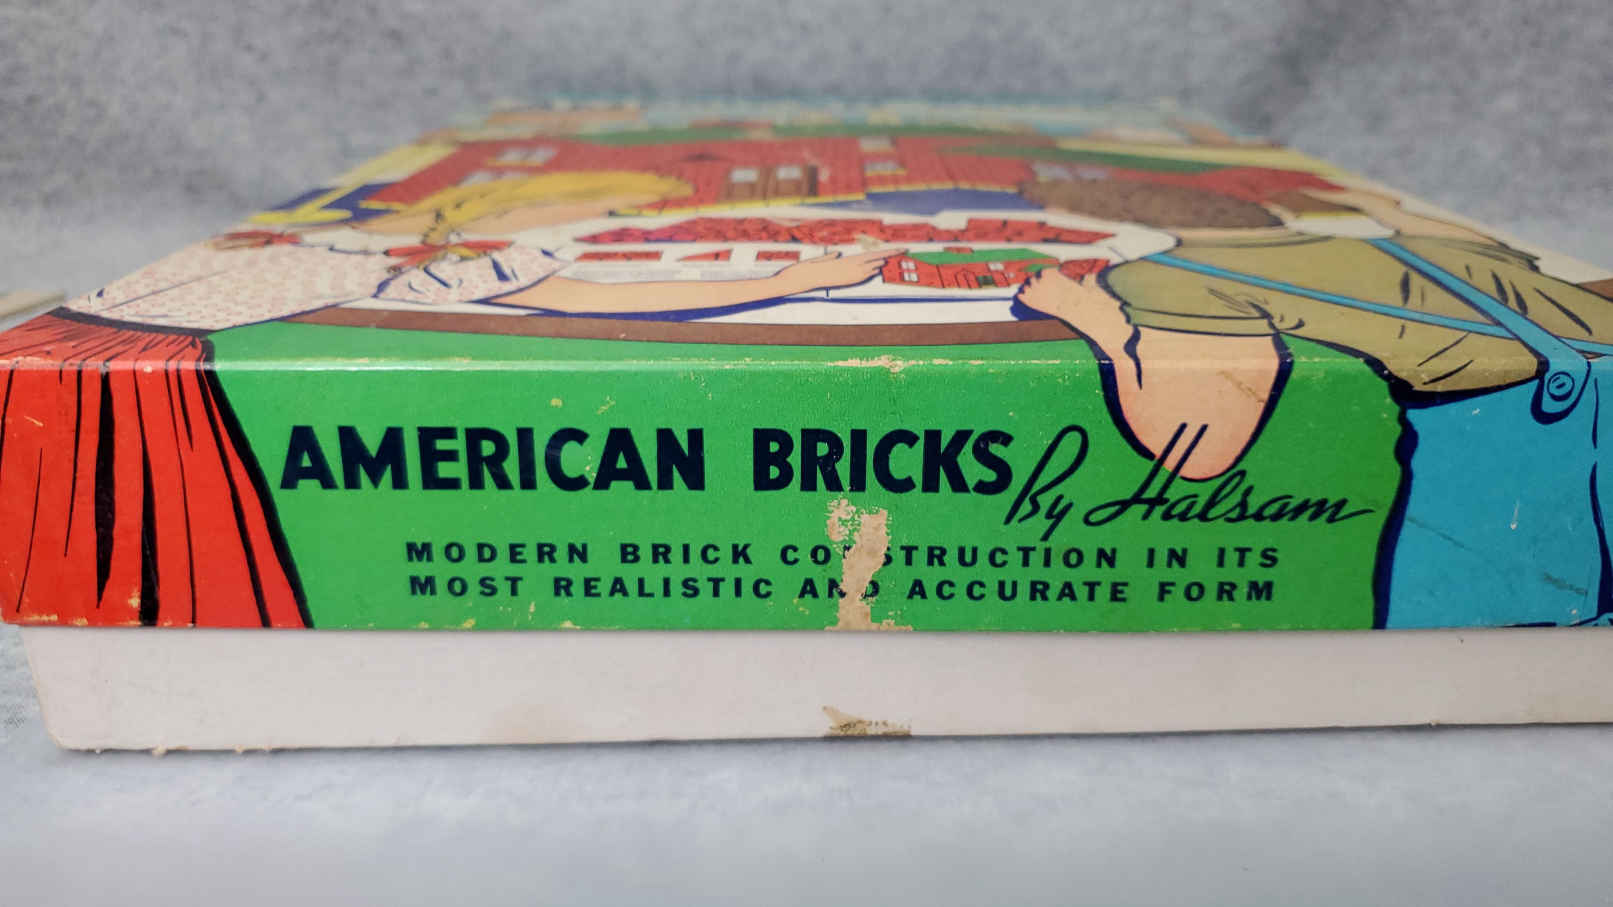 AMERICAN BRICKS By Halsam
MODERN BRICK CONSTRUCTION IN ITS
MOST REALISTIC AND ACCURATE FORM